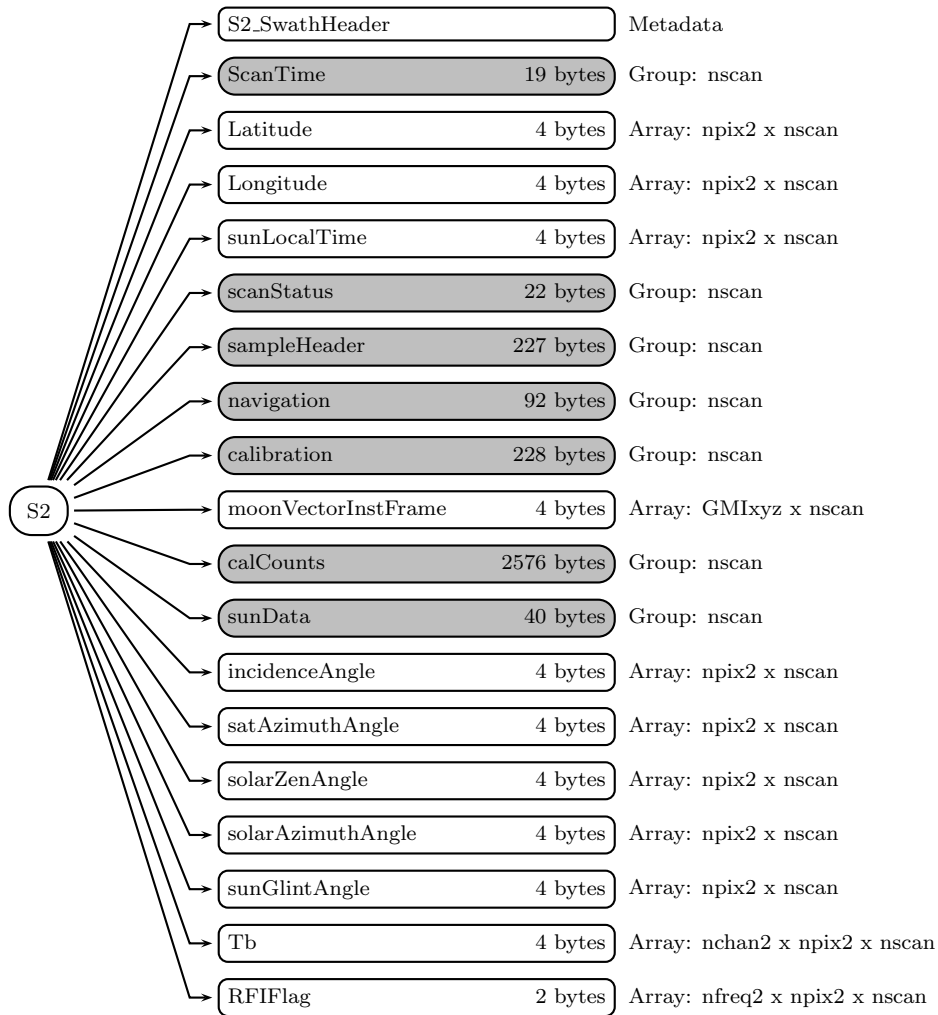 S2_SwathHeader Metadata
ScanTime 19 bytes Group: nscan
Latitude 4 bytes Array: npix2 x nscan
Longitude 4 bytes Array: npix2 x nscan
sunLocalTime 4 bytes Array: npix2 x nscan
scanStatus 22 bytes Group: nscan
sampleHeader 227 bytes Group: nscan
navigation 92 bytes Group: nscan
calibration 228 bytes Group: nscan
S2 moonVectorInstFrame 4 bytes Array: GMIxyz x nscan
calCounts 2576 bytes Group: nscan
sunData 40 bytes Group: nscan
incidenceAngle 4 bytes Array: npix2 x nscan
satAzimuthAngle 4 bytes Array: npix2 x nscan
solarZenAngle 4 bytes Array: npix2 x nscan
solarAzimuthAngle 4 bytes Array: npix2 x nscan
sunGlintAngle 4 bytes Array: npix2 x nscan
Tb 4 bytes Array: nchan2 x npix2 x nscan
RFIFlag 2 bytes Array: nfreq2 x npix2 x nscan